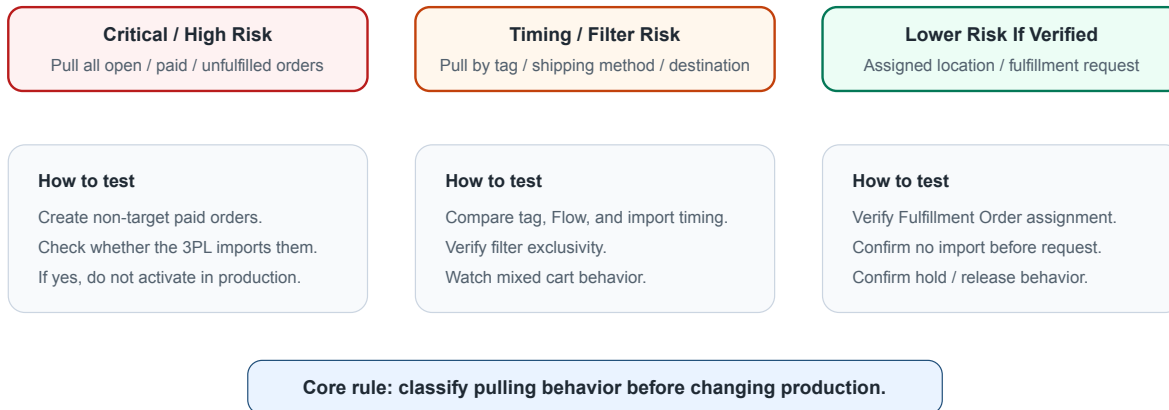 Critical / High Risk
Pull all open / paid / unfulfilled orders
Timing / Filter Risk
Pull by tag / shipping method / destination
Lower Risk If Verified
Assigned location / fulfillment request
How to test
Create non-target paid orders.
Check whether the 3PL imports them.
If yes, do not activate in production.
How to test
Compare tag, Flow, and import timing.
Verify filter exclusivity.
Watch mixed cart behavior.
How to test
Verify Fulfillment Order assignment.
Confirm no import before request.
Confirm hold / release behavior.
Core rule: classify pulling behavior before changing production.